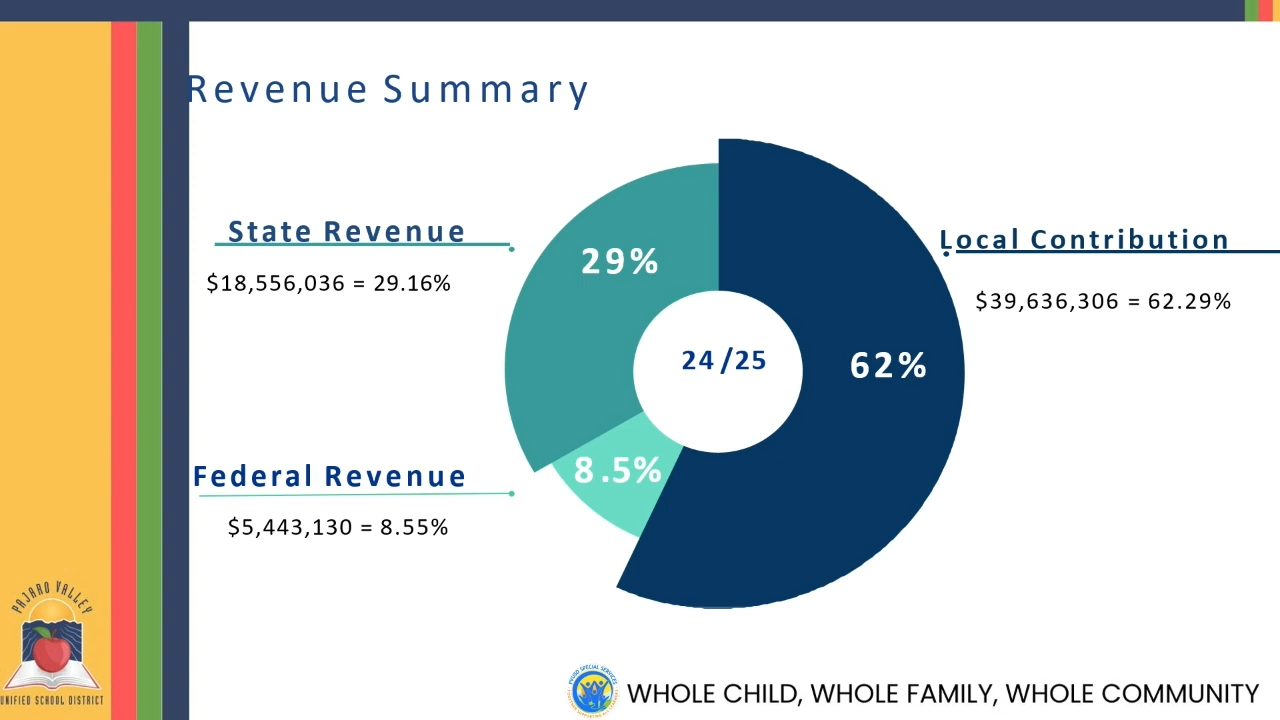 Revenue Summary
State Revenue
$18,556,036 = 29.16%
29%
Local Contribution
$39,636,306 = 62.29%
24/25
62%
Federal Revenue
$5,443,130 = 8.55%
8.5%
PAJARO VALLEY
UNIFIED SCHOOL DISTRICT
WHOLE CHILD, WHOLE FAMILY, WHOLE COMMUNITY